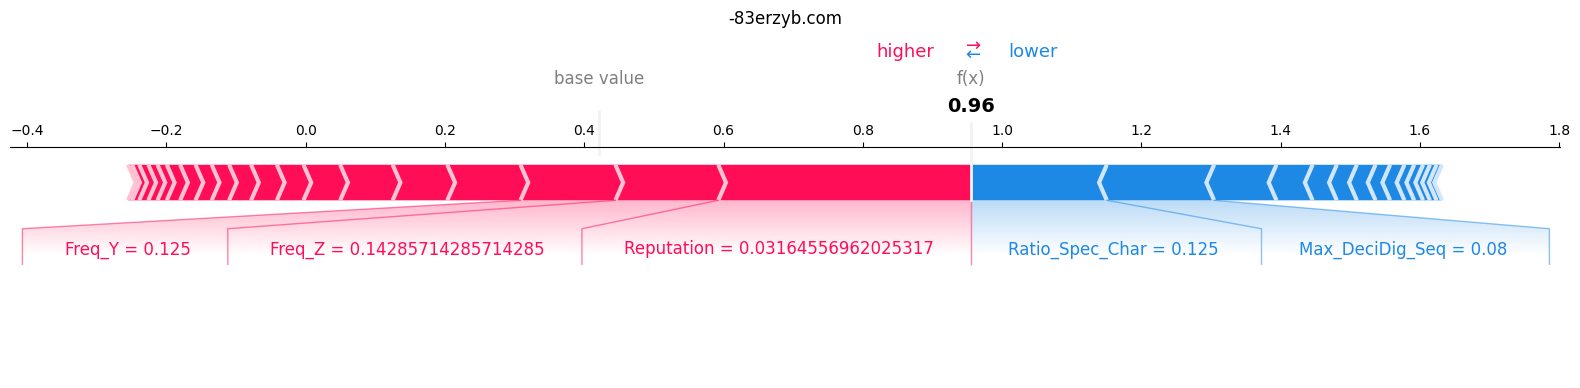 -83erzyb.com
higher → ← lower
base value f(x)
0.96
−0.4 −0.2 0.0 0.2 0.4 0.6 0.8 1.0 1.2 1.4 1.6 1.8
Freq_Y = 0.125 Freq_Z = 0.14285714285714285 Reputation = 0.03164556962025317 Ratio_Spec_Char = 0.125 Max_DeciDig_Seq = 0.08